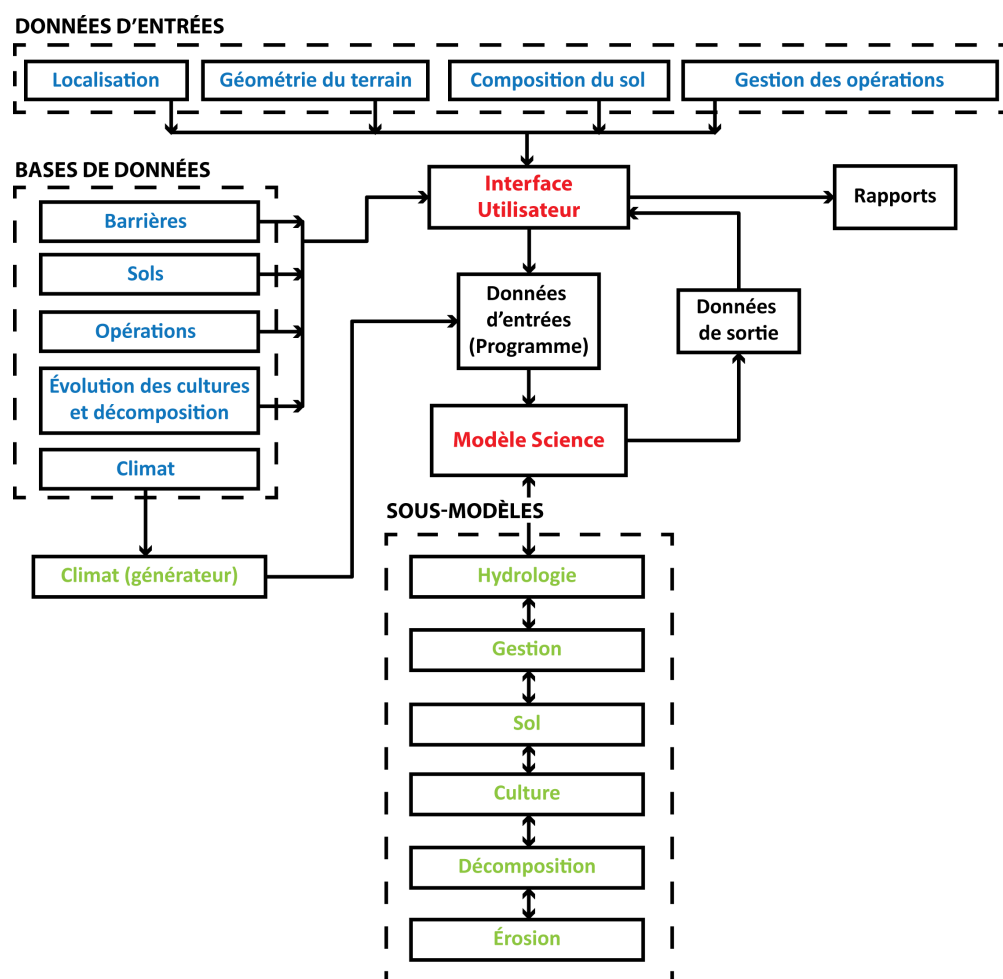 DONNÉES D'ENTRÉES
Localisation
Géométrie du terrain
Composition du sol
Gestion des opérations
BASES DE DONNÉES
Barrières
Sols
Opérations
Évolution des cultures
et décomposition
Climat
Climat (générateur)
Interface
Utilisateur
Rapports
Données
d'entrées
(Programme)
Données
de sortie
Modèle Science
SOUS-MODÈLES
Hydrologie
Gestion
Sol
Culture
Décomposition
Érosion